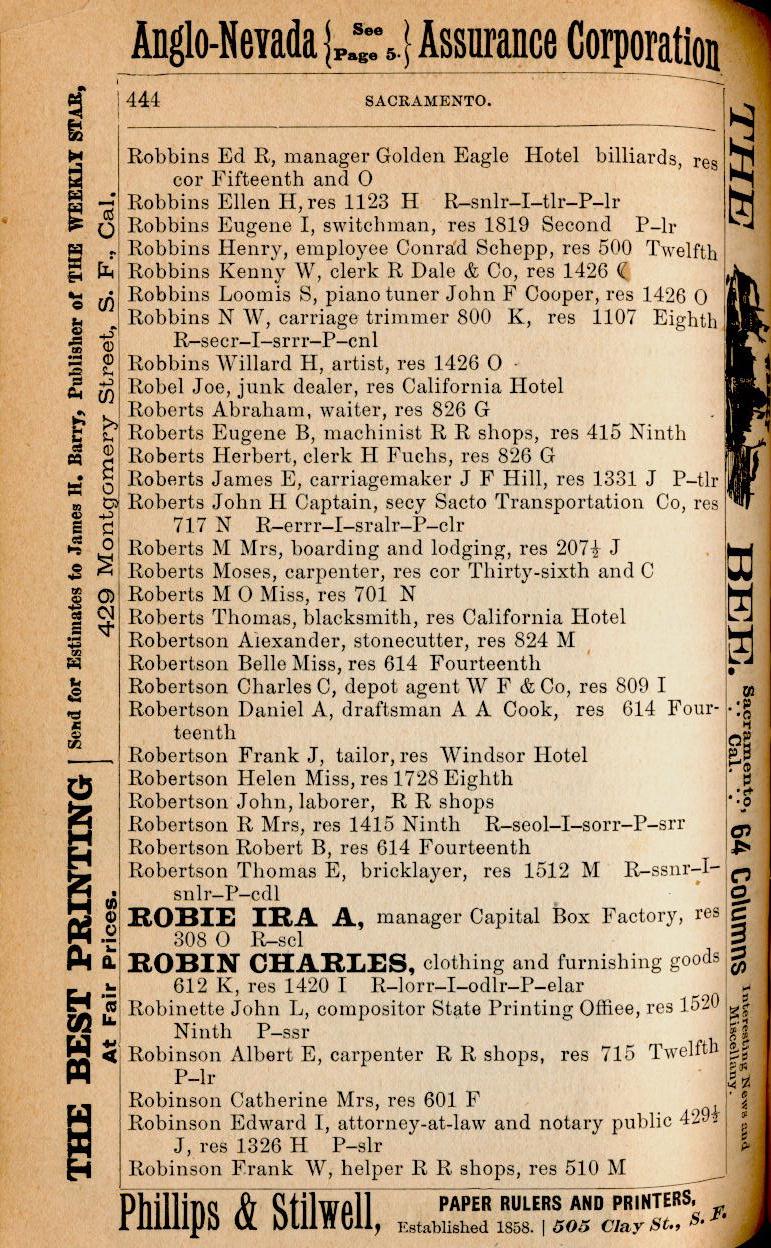 Anglo-Nevada { See Page 5. } Assurance Corporation
444 SACRAMENTO.
Robbins Ed R, manager Golden Eagle Hotel billiards, res
cor Fifteenth and O
Robbins Ellen H, res 1123 H R–snlr–I–tlr–P–lr
Robbins Eugene I, switchman, res 1819 Second P–lr
Robbins Henry, employee Conrad Schepp, res 500 Twelfth
Robbins Kenny W, clerk R Dale & Co, res 1426
Robbins Loomis S, piano tuner John F Cooper, res 1426 O
Robbins N W, carriage trimmer 800 K, res 1107 Eighth
R–secr–I–srrr–P–cnl
Robbins Willard H, artist, res 1426 O
Robel Joe, junk dealer, res California Hotel
Roberts Abraham, waiter, res 826 G
Roberts Eugene B, machinist R R shops, res 415 Ninth
Roberts Herbert, clerk H Fuchs, res 826 G
Roberts James E, carriagemaker J F Hill, res 1331 J P–tlr
Roberts John H Captain, secy Sacto Transportation Co, res
717 N R–errr–I–sralr–P–clr
Roberts M Mrs, boarding and lodging, res 207½ J
Roberts Moses, carpenter, res cor Thirty-sixth and C
Roberts M O Miss, res 701 N
Roberts Thomas, blacksmith, res California Hotel
Robertson Alexander, stonecutter, res 824 M
Robertson Belle Miss, res 614 Fourteenth
Robertson Charles C, depot agent W F & Co, res 809 I
Robertson Daniel A, draftsman A A Cook, res 614 Four-
teenth
Robertson Frank J, tailor, res Windsor Hotel
Robertson Helen Miss, res 1728 Eighth
Robertson John, laborer, R R shops
Robertson R Mrs, res 1415 Ninth R–seol–I–sorr–P–srr
Robertson Robert B, res 614 Fourteenth
Robertson Thomas E, bricklayer, res 1512 M R–ssnr–I–
snlr–P–cdl
ROBIE IRA A, manager Capital Box Factory, res
308 O R–scl
ROBIN CHARLES, clothing and furnishing goods
612 K, res 1420 I R–lorr–I–odlr–P–elar
Robinette John L, compositor State Printing Offiee, res 1520
Ninth P–ssr
Robinson Albert E, carpenter R R shops, res 715 Twelfth
P–lr
Robinson Catherine Mrs, res 601 F
Robinson Edward I, attorney-at-law and notary public 429½
J, res 1326 H P–slr
Robinson Frank W, helper R R shops, res 510 M
THE BEST PRINTING
At Fair Prices.
Send for Estimates to James H. Barry, Publisher of THE WEEKLY STAR,
429 Montgomery Street, S. F., Cal.
THE BEE.
Sacramento,
Cal.
64 Columns
Interesting News and
Miscellany.
Phillips & Stilwell, PAPER RULERS AND PRINTERS,
Established 1858. | 505 Clay St., S. F.